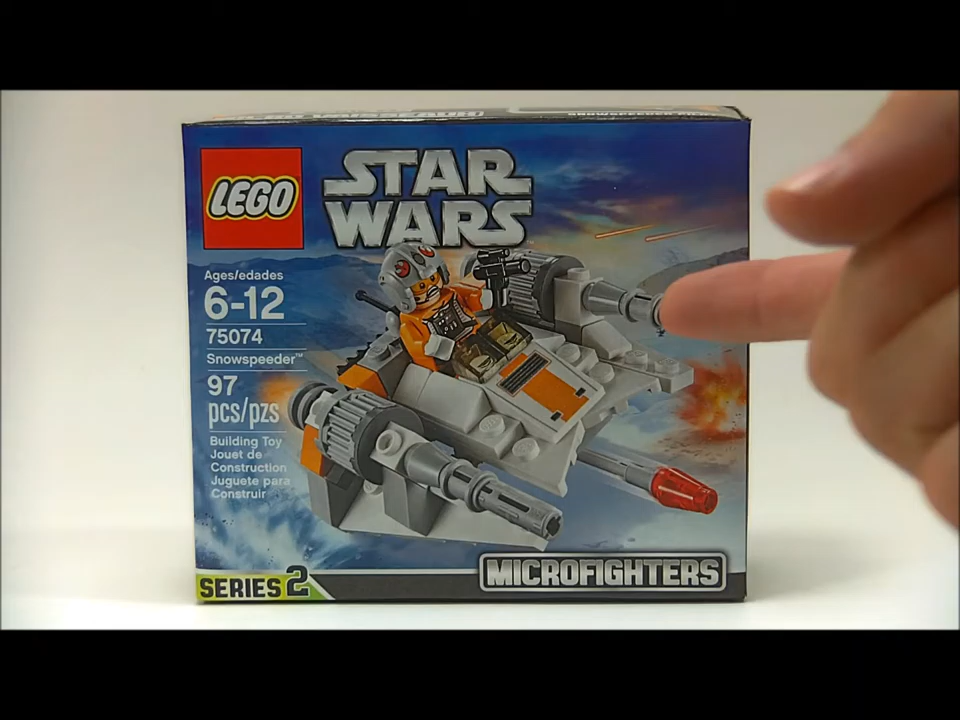 LEGO
STAR
WARS
Ages/edades
6-12
75074
Snowspeeder™
97
pcs/pzs
Building Toy
Jouet de
Construction
Juguete para
Construir
SERIES 2
MICROFIGHTERS